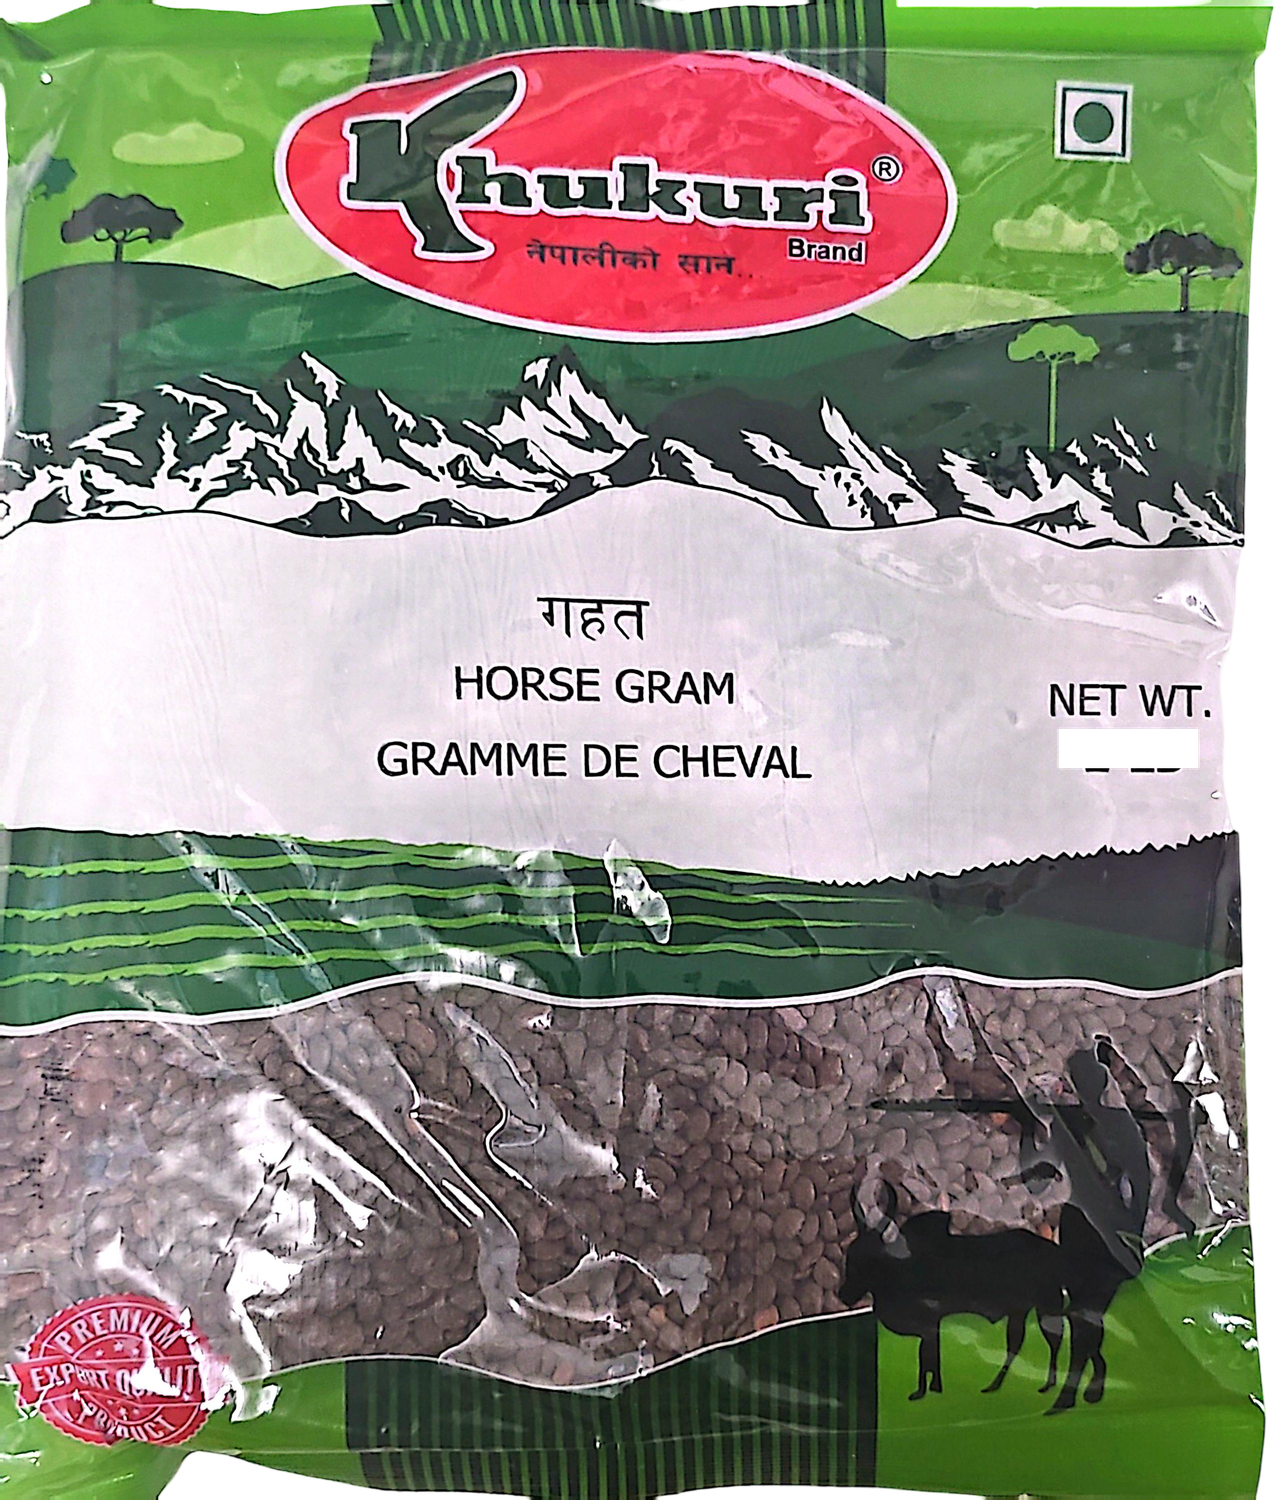 Khukuri ®
Brand
नेपालीको सान...
गहत
HORSE GRAM
GRAMME DE CHEVAL
NET WT.
PREMIUM
EXPORT QUALITY
PRODUCT